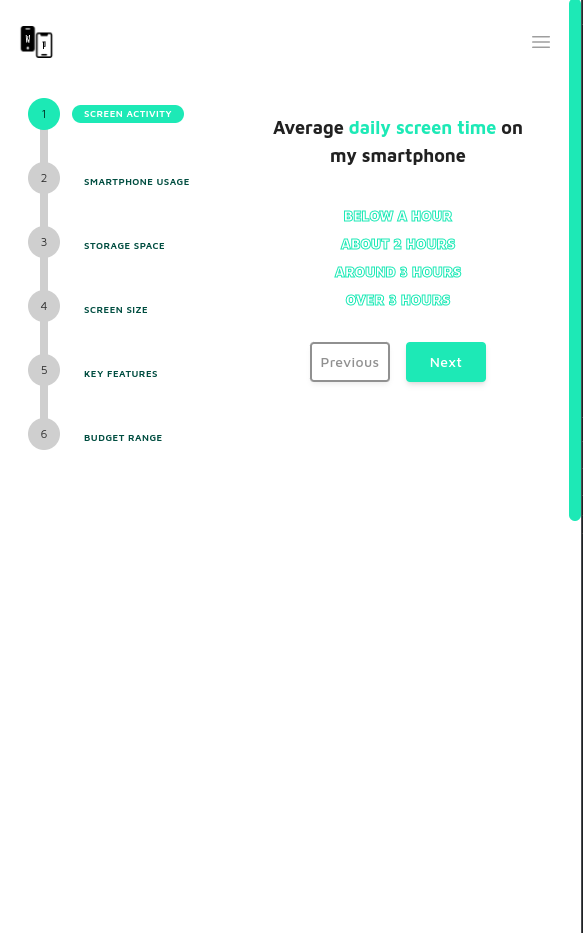 W
F
1
SCREEN ACTIVITY
2
SMARTPHONE USAGE
3
STORAGE SPACE
4
SCREEN SIZE
5
KEY FEATURES
6
BUDGET RANGE
Average daily screen time on
my smartphone
BELOW A HOUR
ABOUT 2 HOURS
AROUND 3 HOURS
OVER 3 HOURS
Previous
Next